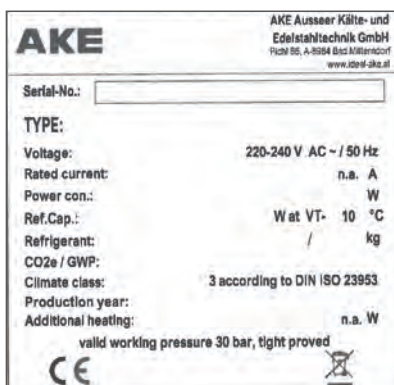 AKE
AKE Ausseer Kälte- und
Edelstahltechnik GmbH
Pichl 66, A-8984 Bad Mitterndorf
www.ideal-ake.at
Serial-No.:
TYPE:
Voltage: 220-240 V AC ~ / 50 Hz
Rated current: n.a. A
Power con.: W
Ref.Cap.: W at VT- 10 °C
Refrigerant: / kg
CO2e / GWP:
Climate class: 3 according to DIN ISO 23953
Production year:
Additional heating: n.a. W
valid working pressure 30 bar, tight proved
CE